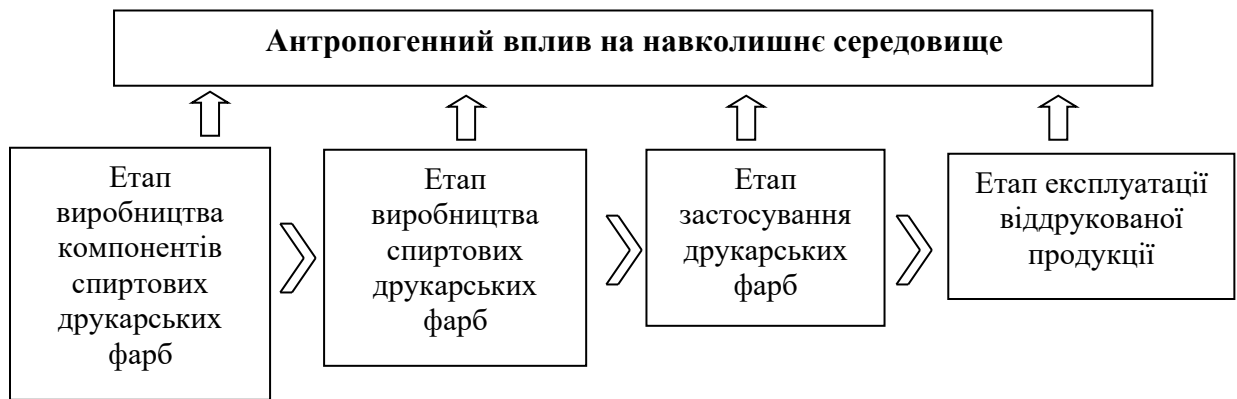 Антропогенний вплив на навколишнє середовище
Етап
виробництва
компонентів
спиртових
друкарських
фарб
Етап
виробництва
спиртових
друкарських
фарб
Етап
застосування
друкарських
фарб
Етап експлуатації
віддрукованої
продукції